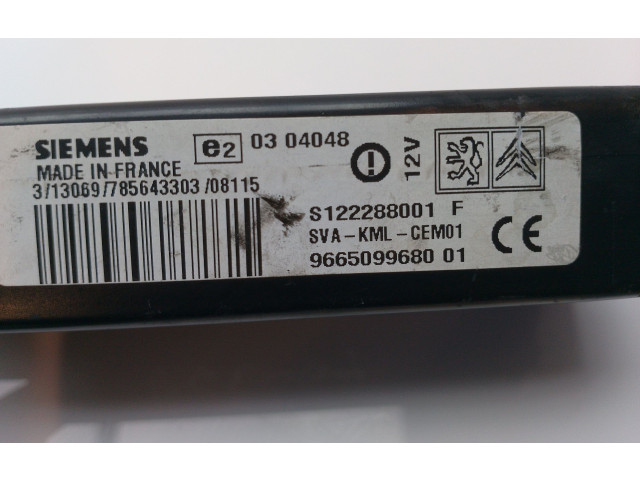 SIEMENS
e2
03 04048
12V
MADE IN FRANCE
3/13069/785643303/08115
S122288001 F
SVA-KML-CEM01
9665099680 01
CE